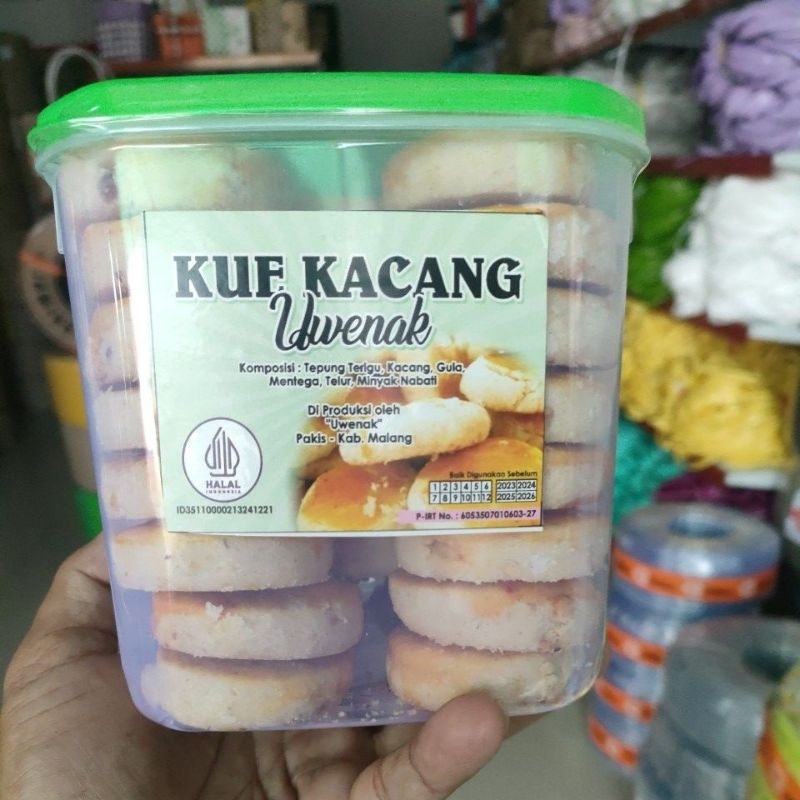 KUE KACANG
Uwenak
Komposisi : Tepung Terigu, Kacang, Gula,
Mentega, Telur, Minyak Nabati
Di Produksi oleh
"Uwenak"
Pakis - Kab. Malang
HALAL
INDONESIA
ID35110000213241221
Baik Digunakan Sebelum
1 2 3 4 5 6 2023 2024
7 8 9 10 11 12 2025 2026
P-IRT No. : 6053507010603-27